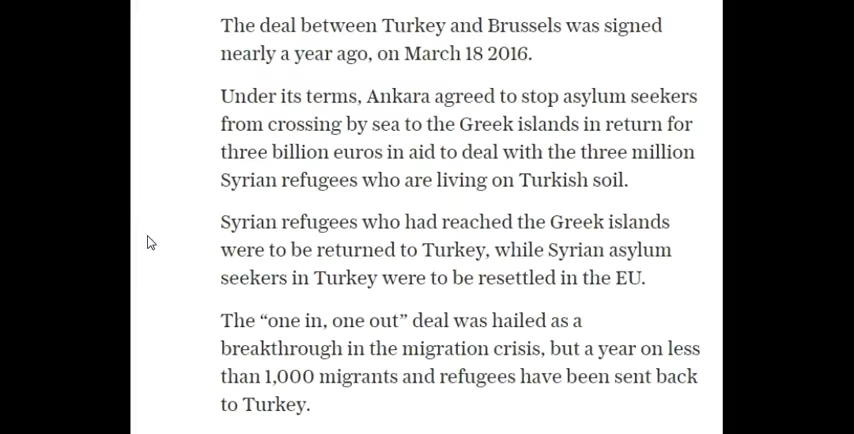 The deal between Turkey and Brussels was signed
nearly a year ago, on March 18 2016.
Under its terms, Ankara agreed to stop asylum seekers
from crossing by sea to the Greek islands in return for
three billion euros in aid to deal with the three million
Syrian refugees who are living on Turkish soil.
Syrian refugees who had reached the Greek islands
were to be returned to Turkey, while Syrian asylum
seekers in Turkey were to be resettled in the EU.
The “one in, one out” deal was hailed as a
breakthrough in the migration crisis, but a year on less
than 1,000 migrants and refugees have been sent back
to Turkey.